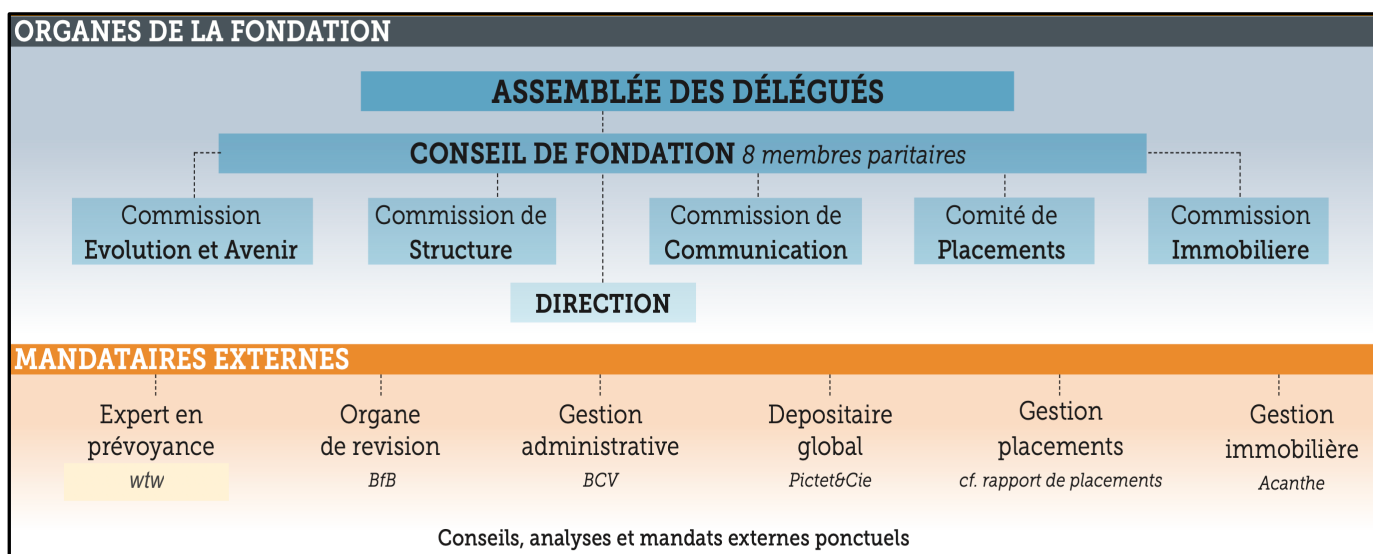 ORGANES DE LA FONDATION
ASSEMBLÉE DES DÉLÉGUÉS
CONSEIL DE FONDATION 8 membres paritaires
Commission
Evolution et Avenir
Commission de
Structure
Commission de
Communication
Comité de
Placements
Commission
Immobiliere
DIRECTION
MANDATAIRES EXTERNES
Expert en
prévoyance
wtw
Organe
de revision
BfB
Gestion
administrative
BCV
Depositaire
global
Pictet&Cie
Gestion
placements
cf. rapport de placements
Gestion
immobilière
Acanthe
Conseils, analyses et mandats externes ponctuels